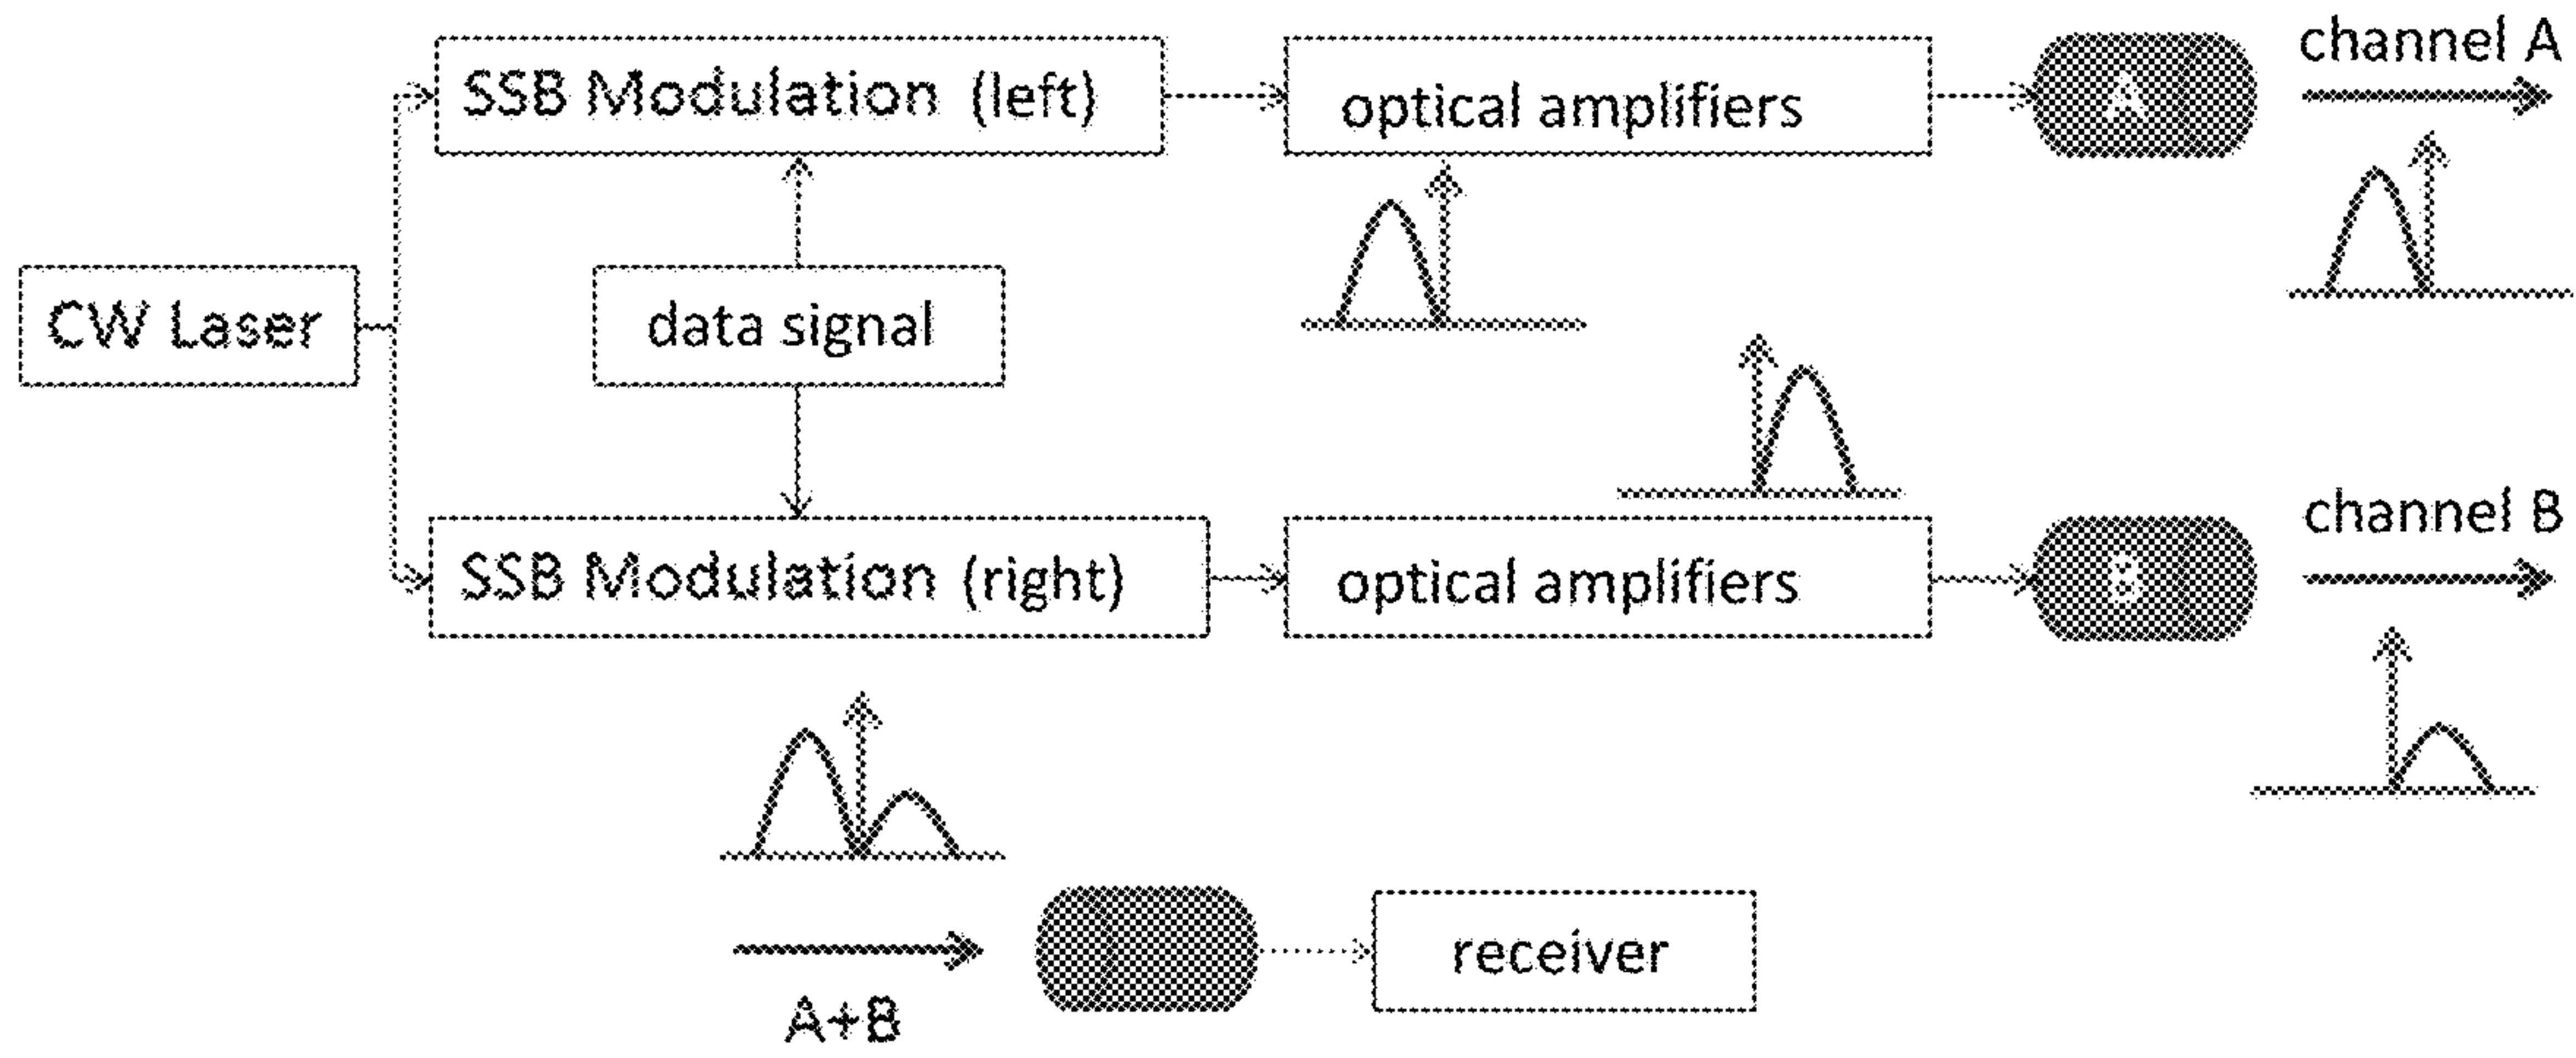 channel A
SSB Modulation (left)
optical amplifiers
A
CW Laser
data signal
channel B
SSB Modulation (right)
optical amplifiers
B
receiver
A+B